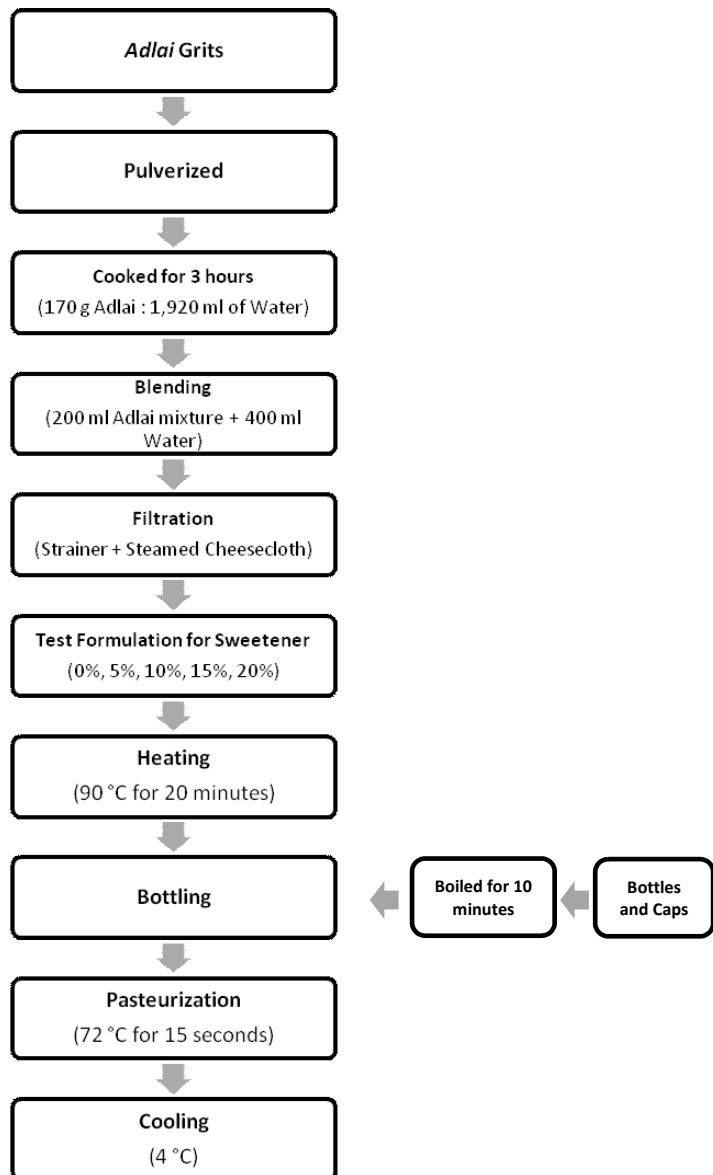 Adlai Grits
Pulverized
Cooked for 3 hours
(170 g Adlai : 1,920 ml of Water)
Blending
(200 ml Adlai mixture + 400 ml
Water)
Filtration
(Strainer + Steamed Cheesecloth)
Test Formulation for Sweetener
(0%, 5%, 10%, 15%, 20%)
Heating
(90 °C for 20 minutes)
Bottling
Boiled for 10
minutes
Bottles
and Caps
Pasteurization
(72 °C for 15 seconds)
Cooling
(4 °C)